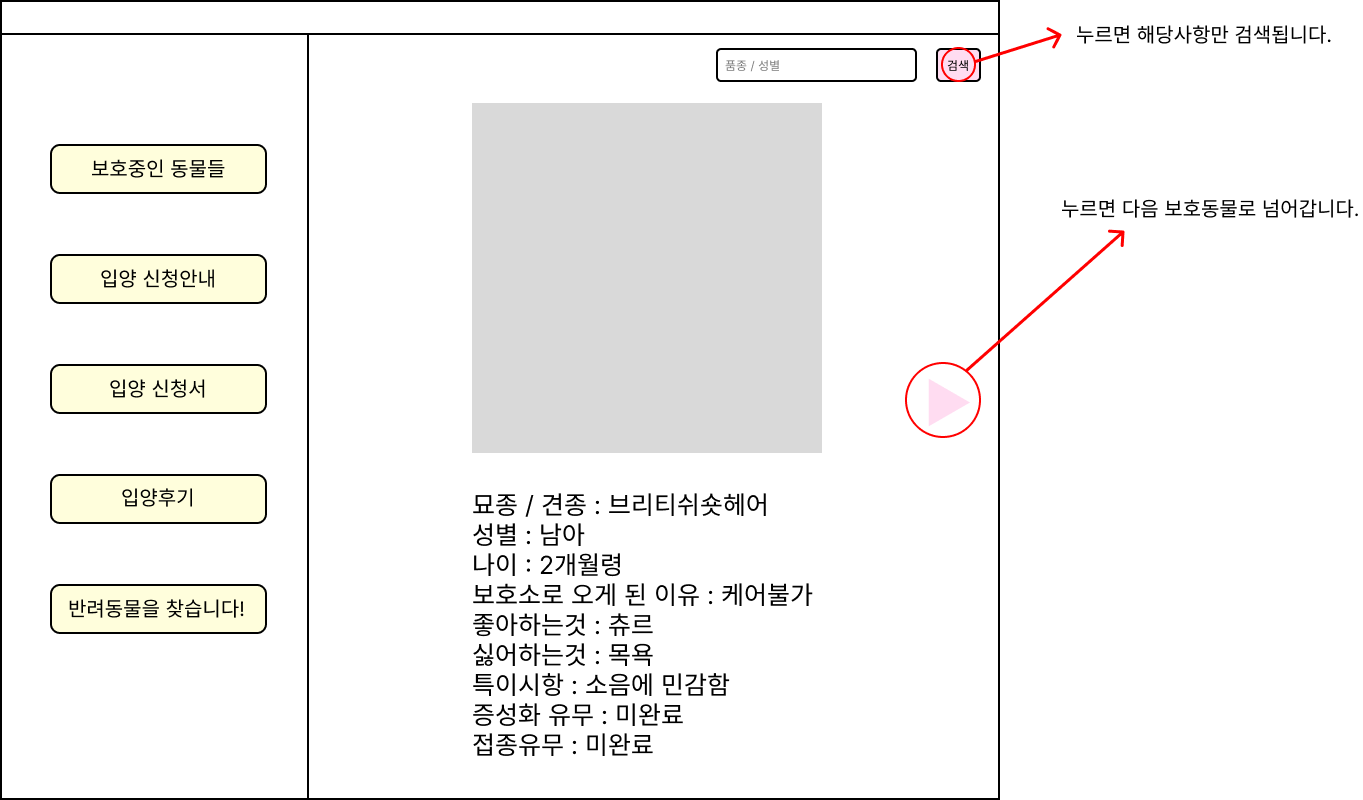 누르면 해당사항만 검색됩니다.
품종 / 성별
검색
보호중인 동물들
입양 신청안내
입양 신청서
입양후기
반려동물을 찾습니다!
누르면 다음 보호동물로 넘어갑니다.
묘종 / 견종 : 브리티쉬숏헤어
성별 : 남아
나이 : 2개월령
보호소로 오게 된 이유 : 케어불가
좋아하는것 : 츄르
싫어하는것 : 목욕
특이시항 : 소음에 민감함
증성화 유무 : 미완료
접종유무 : 미완료